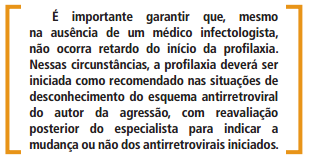 É importante garantir que, mesmo
na ausência de um médico infectologista,
não ocorra retardo do início da profilaxia.
Nessas circunstâncias, a profilaxia deverá ser
iniciada como recomendado nas situações de
desconhecimento do esquema antirretroviral
do autor da agressão, com reavaliação
posterior do especialista para indicar a
mudança ou não dos antirretrovirais iniciados.